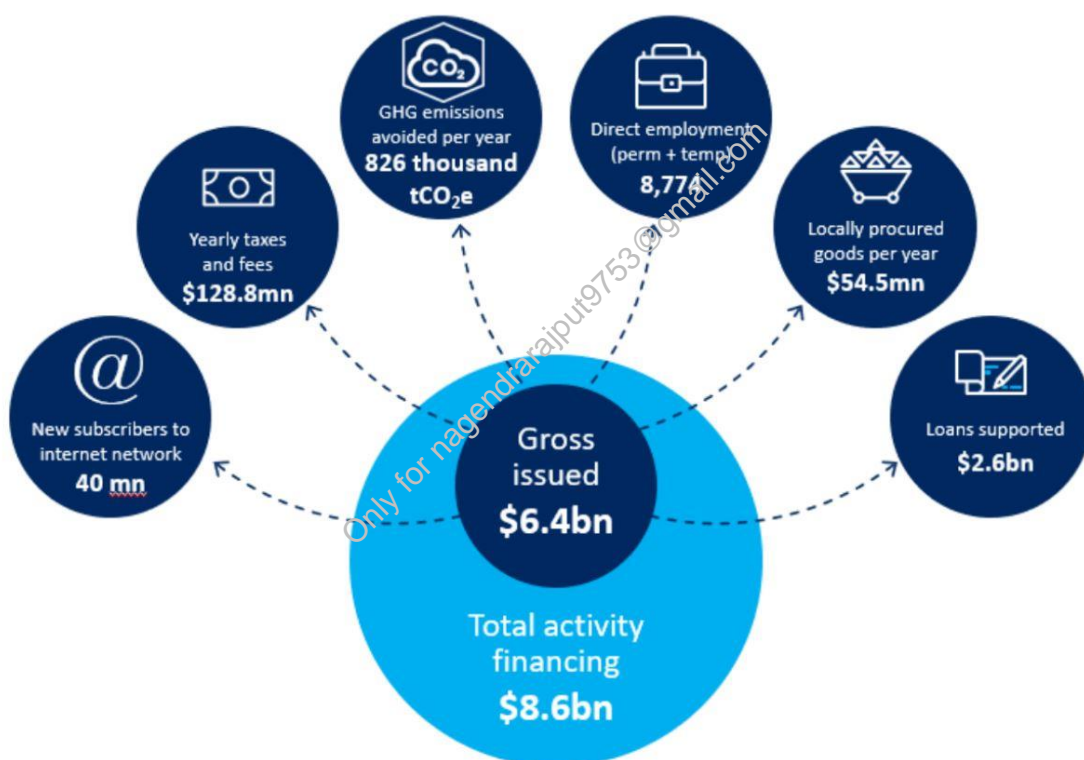 CO₂
GHG emissions
avoided per year
826 thousand
tCO₂e
Direct employment
(perm + temp)
8,774
Yearly taxes
and fees
$128.8mn
Locally procured
goods per year
$54.5mn
@
New subscribers to
internet network
40 mn
Loans supported
$2.6bn
Gross
issued
$6.4bn
Total activity
financing
$8.6bn
Only for nagendrarajput9753@gmail.com